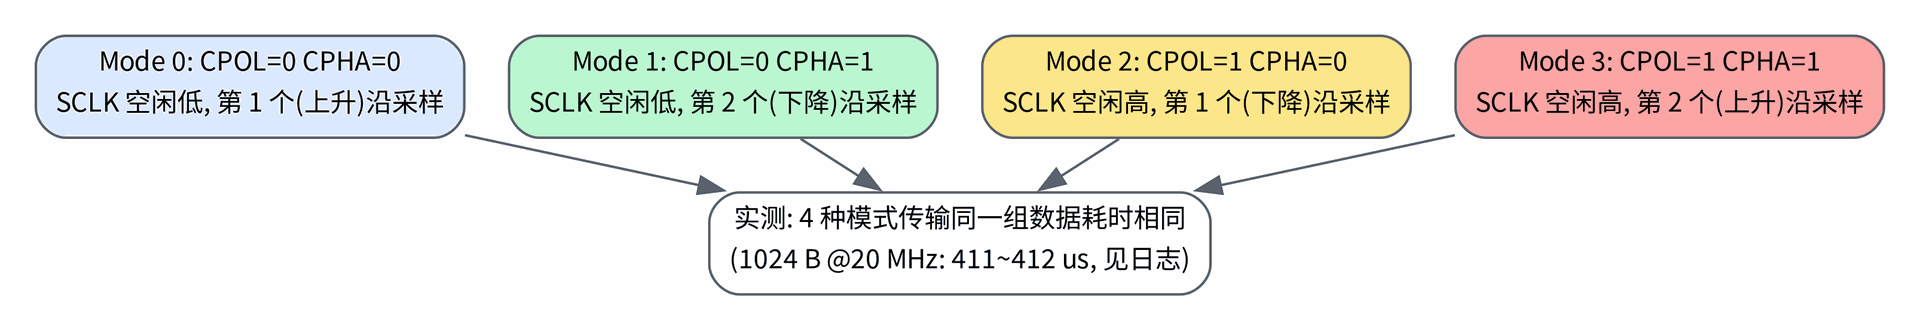 Mode 0: CPOL=0 CPHA=0
SCLK 空闲低, 第 1 个(上升)沿采样
Mode 1: CPOL=0 CPHA=1
SCLK 空闲低, 第 2 个(下降)沿采样
Mode 2: CPOL=1 CPHA=0
SCLK 空闲高, 第 1 个(下降)沿采样
Mode 3: CPOL=1 CPHA=1
SCLK 空闲高, 第 2 个(上升)沿采样
实测: 4 种模式传输同一组数据耗时相同
(1024 B @20 MHz: 411~412 us, 见日志)